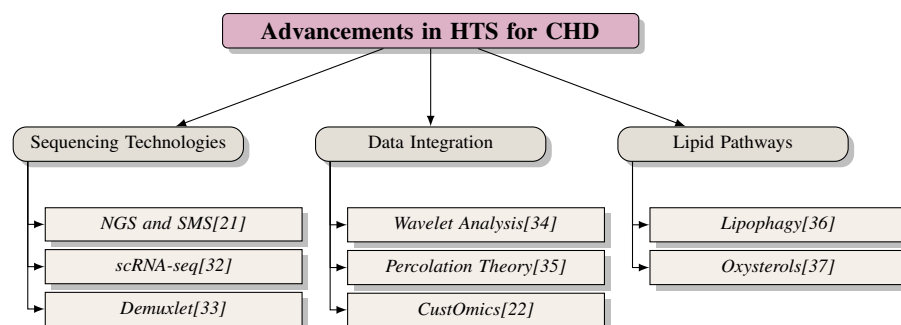 Advancements in HTS for CHD
Sequencing Technologies
NGS and SMS[21]
scRNA-seq[32]
Demuxlet[33]
Data Integration
Wavelet Analysis[34]
Percolation Theory[35]
CustOmics[22]
Lipid Pathways
Lipophagy[36]
Oxysterols[37]